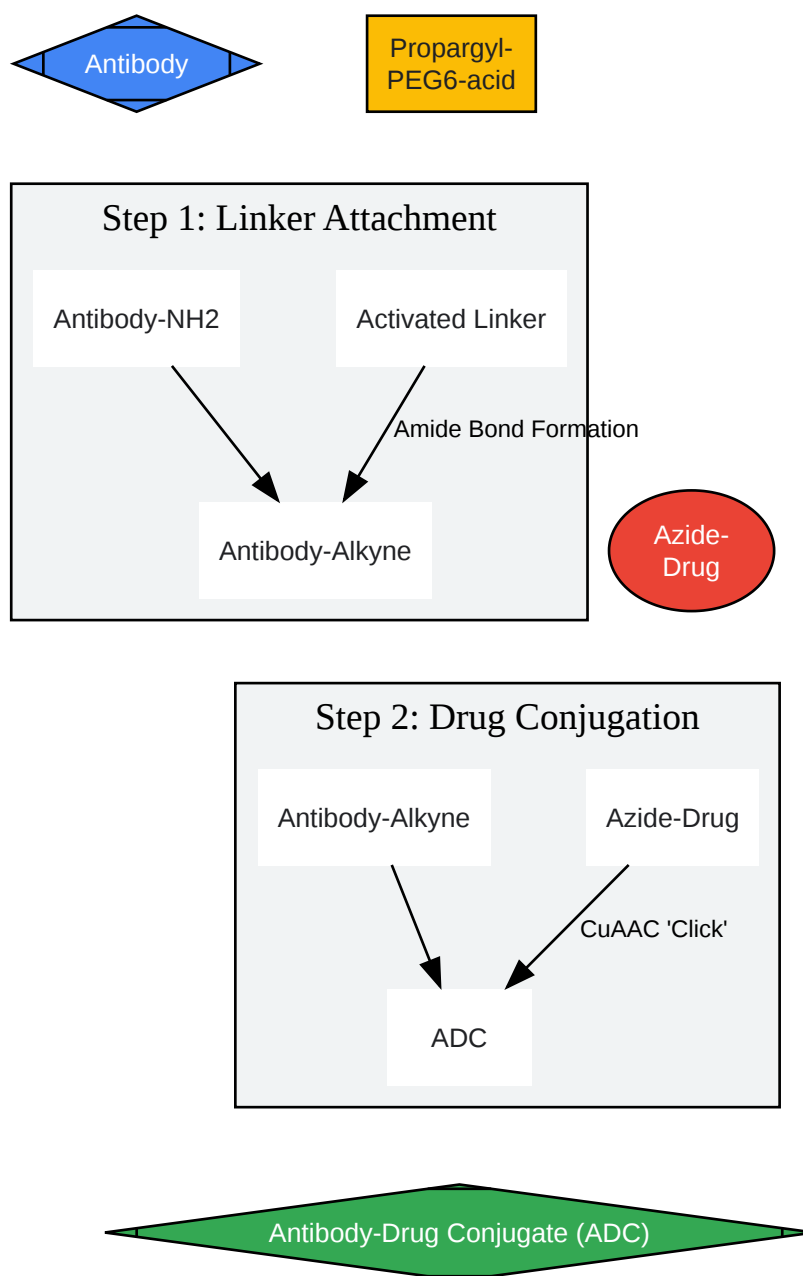 Antibody
Propargyl-
PEG6-acid
Step 1: Linker Attachment
Antibody-NH2
Activated Linker
Amide Bond Formation
Antibody-Alkyne
Azide-
Drug
Step 2: Drug Conjugation
Antibody-Alkyne
Azide-Drug
CuAAC 'Click'
ADC
Antibody-Drug Conjugate (ADC)